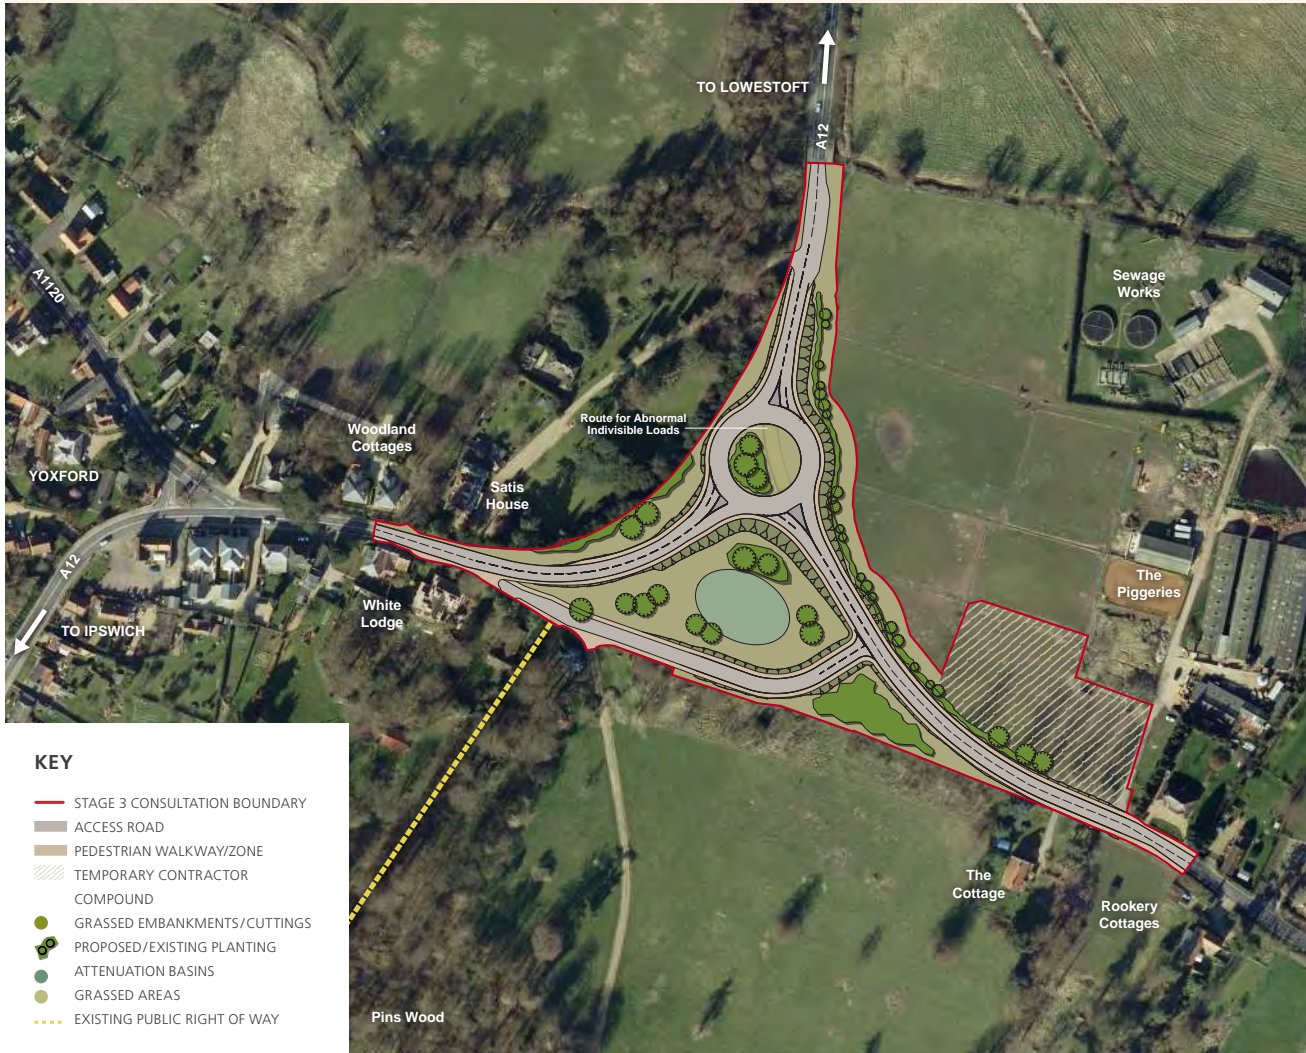 TO LOWESTOFT
A12
Sewage
Works
A1120
Route for Abnormal
Indivisible Loads
Woodland
Cottages
YOXFORD
Satis
House
The
Piggeries
A12
White
Lodge
TO IPSWICH
The
Cottage
Rookery
Cottages
Pins Wood
KEY
STAGE 3 CONSULTATION BOUNDARY
ACCESS ROAD
PEDESTRIAN WALKWAY/ZONE
TEMPORARY CONTRACTOR
COMPOUND
GRASSED EMBANKMENTS/CUTTINGS
PROPOSED/EXISTING PLANTING
ATTENUATION BASINS
GRASSED AREAS
EXISTING PUBLIC RIGHT OF WAY